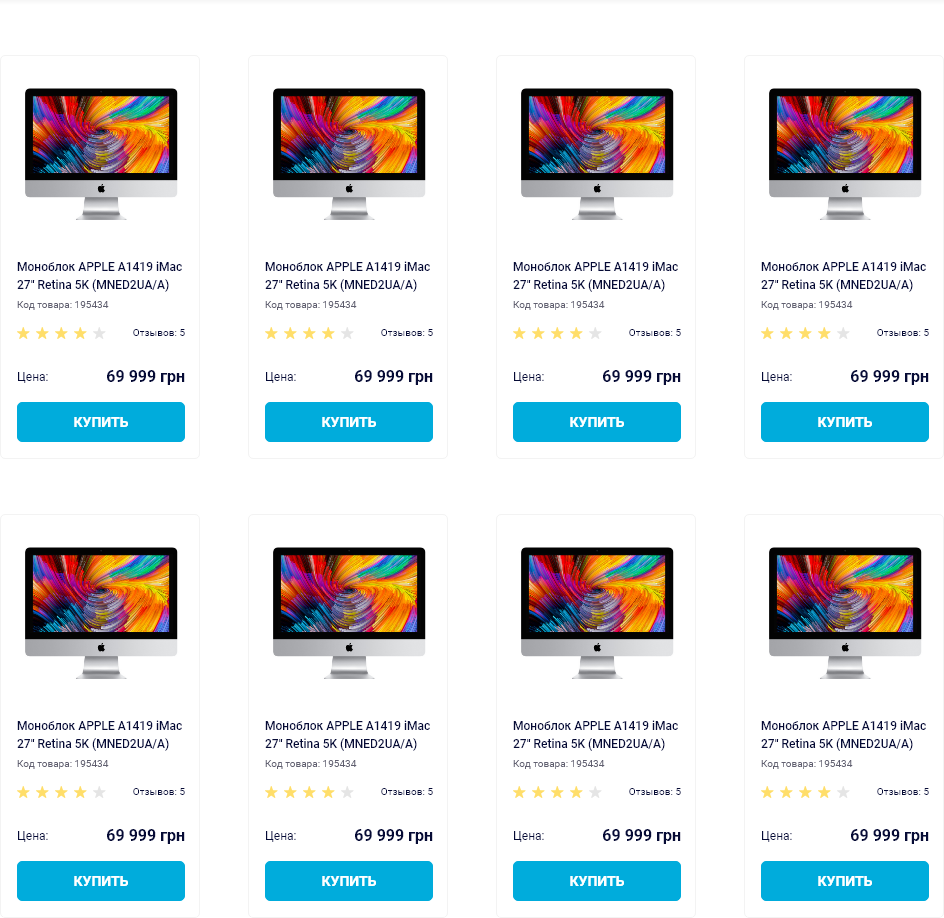 Моноблок APPLE A1419 iMac
27" Retina 5K (MNED2UA/A)
Код товара: 195434
Отзывов: 5
Цена: 69 999 грн
КУПИТЬ
Моноблок APPLE A1419 iMac
27" Retina 5K (MNED2UA/A)
Код товара: 195434
Отзывов: 5
Цена: 69 999 грн
КУПИТЬ
Моноблок APPLE A1419 iMac
27" Retina 5K (MNED2UA/A)
Код товара: 195434
Отзывов: 5
Цена: 69 999 грн
КУПИТЬ
Моноблок APPLE A1419 iMac
27" Retina 5K (MNED2UA/A)
Код товара: 195434
Отзывов: 5
Цена: 69 999 грн
КУПИТЬ
Моноблок APPLE A1419 iMac
27" Retina 5K (MNED2UA/A)
Код товара: 195434
Отзывов: 5
Цена: 69 999 грн
КУПИТЬ
Моноблок APPLE A1419 iMac
27" Retina 5K (MNED2UA/A)
Код товара: 195434
Отзывов: 5
Цена: 69 999 грн
КУПИТЬ
Моноблок APPLE A1419 iMac
27" Retina 5K (MNED2UA/A)
Код товара: 195434
Отзывов: 5
Цена: 69 999 грн
КУПИТЬ
Моноблок APPLE A1419 iMac
27" Retina 5K (MNED2UA/A)
Код товара: 195434
Отзывов: 5
Цена: 69 999 грн
КУПИТЬ